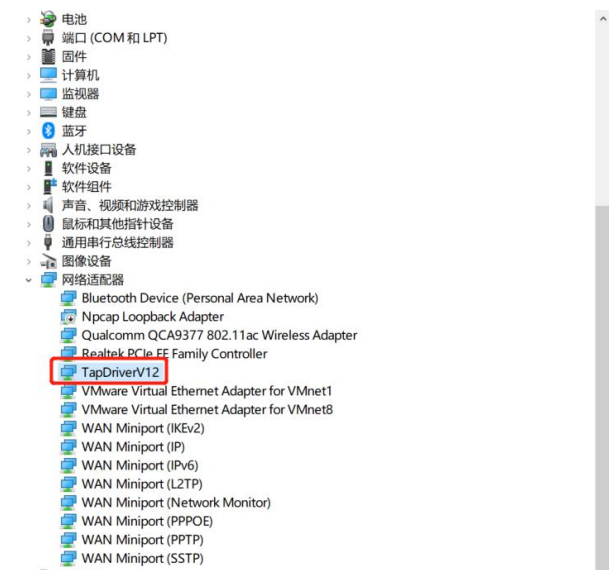 电池
端口 (COM 和 LPT)
固件
计算机
监视器
键盘
蓝牙
人机接口设备
软件设备
软件组件
声音、视频和游戏控制器
鼠标和其他指针设备
通用串行总线控制器
图像设备
网络适配器
Bluetooth Device (Personal Area Network)
Npcap Loopback Adapter
Qualcomm QCA9377 802.11ac Wireless Adapter
Realtek PCIe FE Family Controller
TapDriverV12
VMware Virtual Ethernet Adapter for VMnet1
VMware Virtual Ethernet Adapter for VMnet8
WAN Miniport (IKEv2)
WAN Miniport (IP)
WAN Miniport (IPv6)
WAN Miniport (L2TP)
WAN Miniport (Network Monitor)
WAN Miniport (PPPOE)
WAN Miniport (PPTP)
WAN Miniport (SSTP)